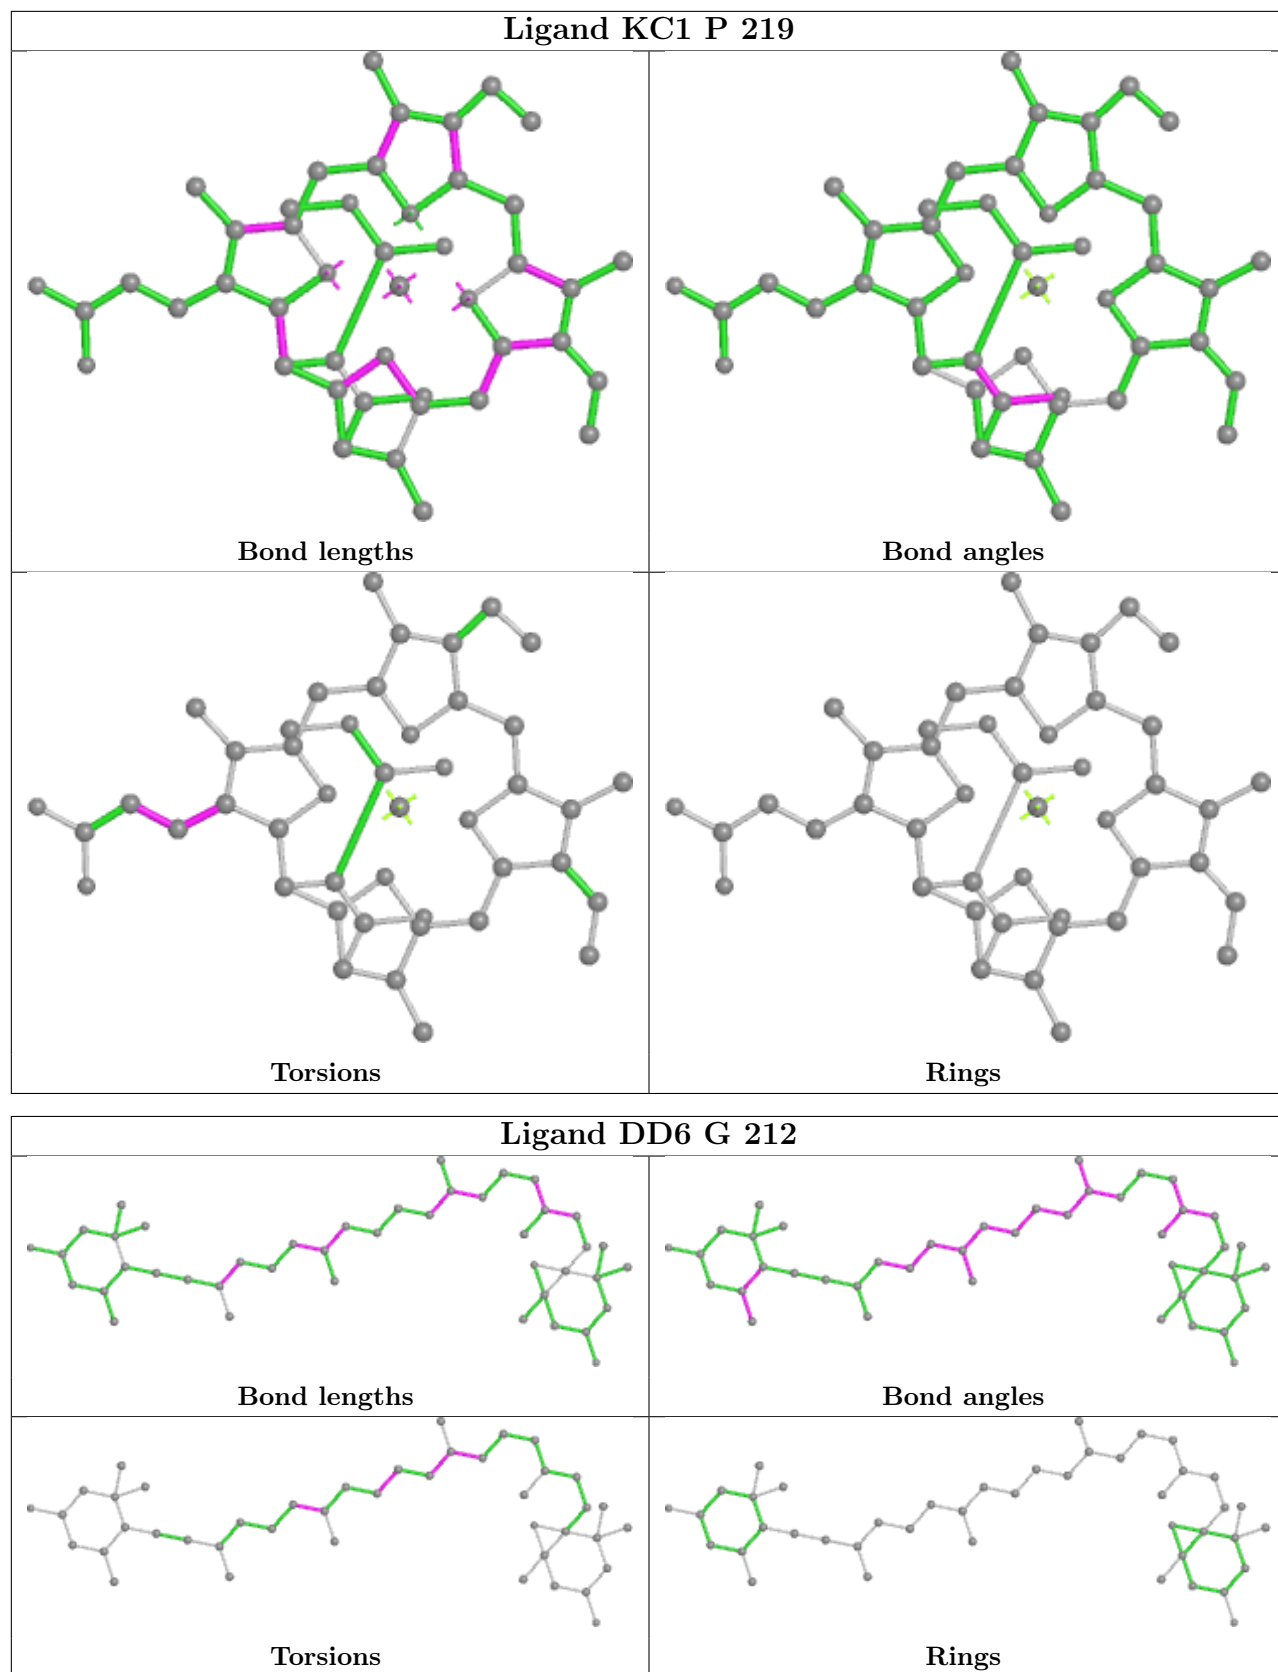 Ligand KC1 P 219
Bond lengths
Bond angles
Torsions
Rings
Ligand DD6 G 212
Bond lengths
Bond angles
Torsions
Rings